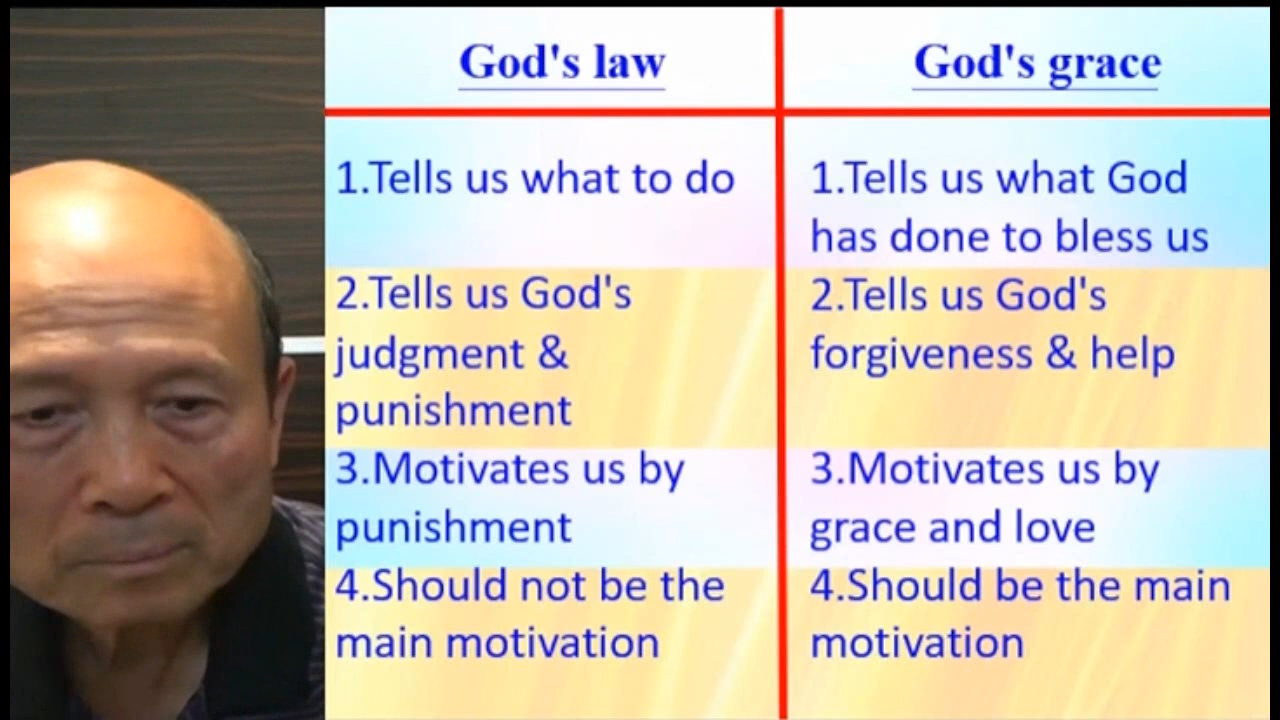 God's law
God's grace
1.Tells us what to do
2.Tells us God's
judgment &
punishment
3.Motivates us by
punishment
4.Should not be the
main motivation
1.Tells us what God
has done to bless us
2.Tells us God's
forgiveness & help
3.Motivates us by
grace and love
4.Should be the main
motivation